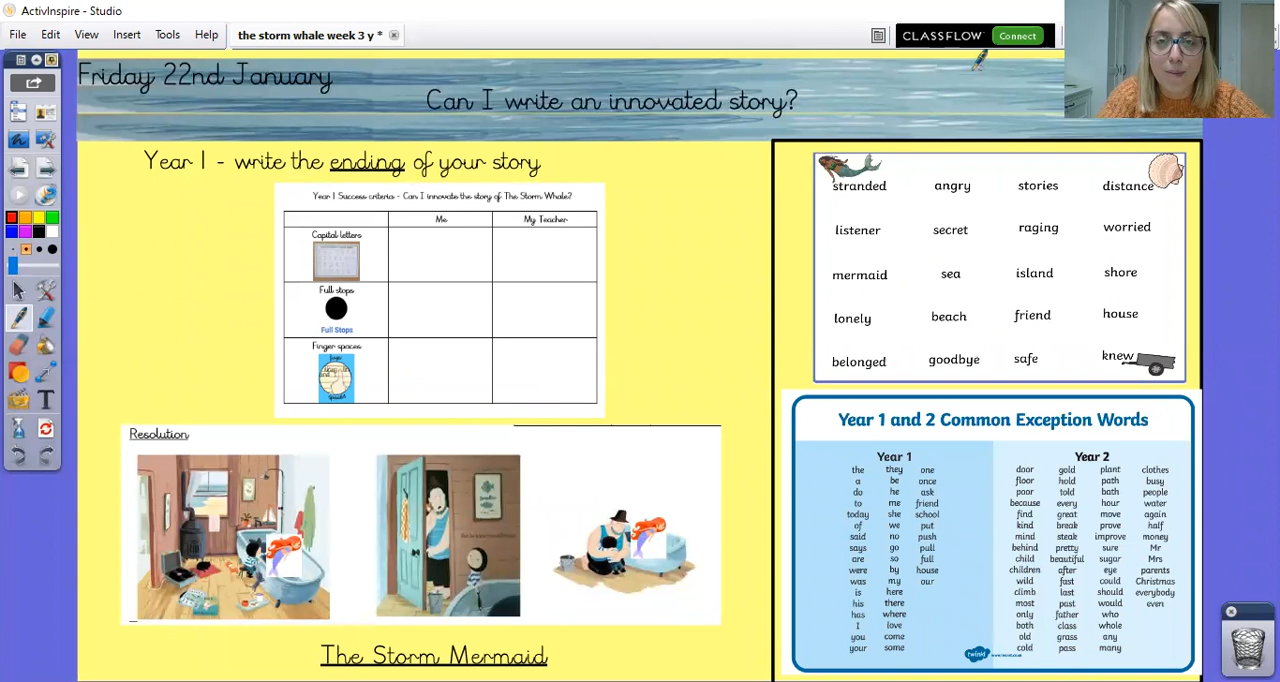 ActivInspire - Studio
File Edit View Insert Tools Help the storm whale week 3 y * CLASSFLOW Connect
Friday 22nd January
Can I write an innovated story?
Year 1 - write the ending of your story
Year 1 Success criteria - Can I innovate the story of The Storm Whale?
Me My Teacher
Capital letters
Full stops
Full Stops
Finger spaces
Resolution
The Storm Mermaid
stranded angry stories distance
listener secret raging worried
mermaid sea island shore
lonely beach friend house
belonged goodbye safe knew
Year 1 and 2 Common Exception Words
Year 1
the they one
a be once
do he ask
to me friend
today she school
of we put
said no push
says go pull
are so full
were by house
was my our
is here
his there
has where
I love
you come
your some
Year 2
door gold plant clothes
floor hold path busy
poor told bath people
because every hour water
find great move again
kind break prove half
mind steak improve money
behind pretty sure Mr
child beautiful sugar Mrs
children after eye parents
wild fast could Christmas
climb last should everybody
most past would even
only father who
both class whole
old grass any
cold pass many
twinkl